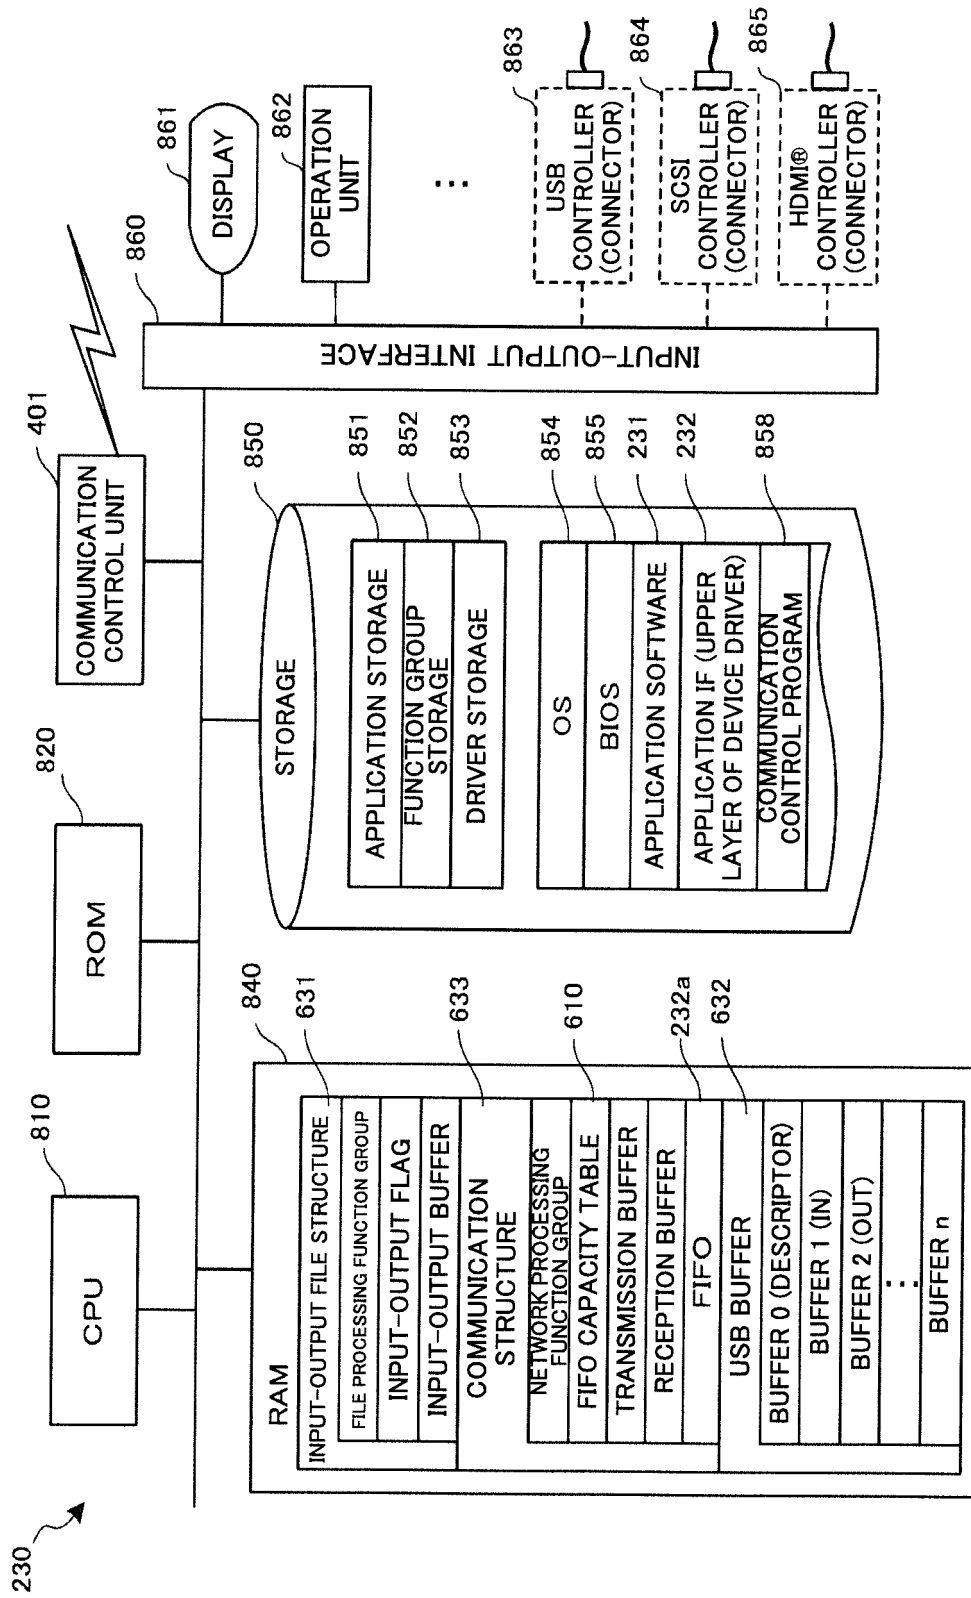 230
CPU
810
ROM
820
COMMUNICATION
CONTROL UNIT
401
860
RAM
840
INPUT-OUTPUT FILE STRUCTURE
631
FILE PROCESSING FUNCTION GROUP
INPUT-OUTPUT FLAG
INPUT-OUTPUT BUFFER
COMMUNICATION
STRUCTURE
633
NETWORK PROCESSING
FUNCTION GROUP
FIFO CAPACITY TABLE
610
TRANSMISSION BUFFER
RECEPTION BUFFER
FIFO
232a
USB BUFFER
632
BUFFER 0 (DESCRIPTOR)
BUFFER 1 (IN)
BUFFER 2 (OUT)
...
BUFFER n
STORAGE
850
APPLICATION STORAGE
851
FUNCTION GROUP
STORAGE
852
DRIVER STORAGE
853
OS
854
BIOS
855
APPLICATION SOFTWARE
231
APPLICATION IF (UPPER
LAYER OF DEVICE DRIVER)
232
COMMUNICATION
CONTROL PROGRAM
858
INPUT-OUTPUT INTERFACE
DISPLAY
861
OPERATION
UNIT
862
...
USB
CONTROLLER
(CONNECTOR)
863
SCSI
CONTROLLER
(CONNECTOR)
864
HDMI®
CONTROLLER
(CONNECTOR)
865